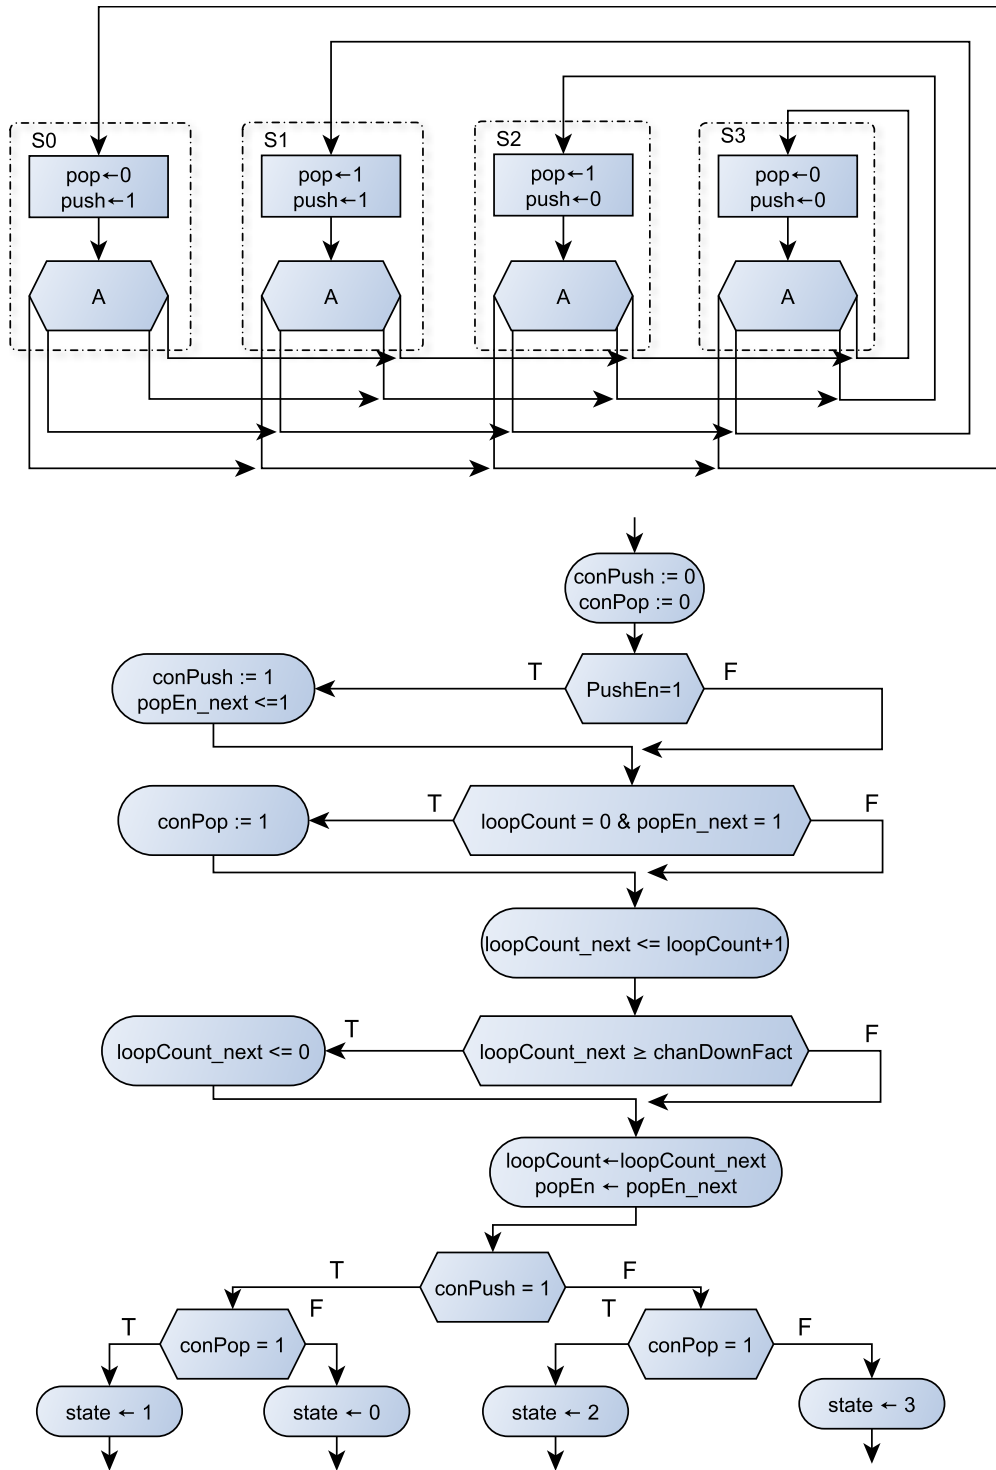 S0
S1
S2
S3
pop←0
push←1
pop←1
push←1
pop←1
push←0
pop←0
push←0
A
A
A
A
conPush := 0
conPop := 0
PushEn=1
T
F
conPush := 1
popEn_next <=1
loopCount = 0 & popEn_next = 1
T
F
conPop := 1
loopCount_next <= loopCount+1
loopCount_next ≥ chanDownFact
T
F
loopCount_next <= 0
loopCount←loopCount_next
popEn ← popEn_next
conPush = 1
T
F
conPop = 1
T
F
conPop = 1
T
F
state ← 1
state ← 0
state ← 2
state ← 3